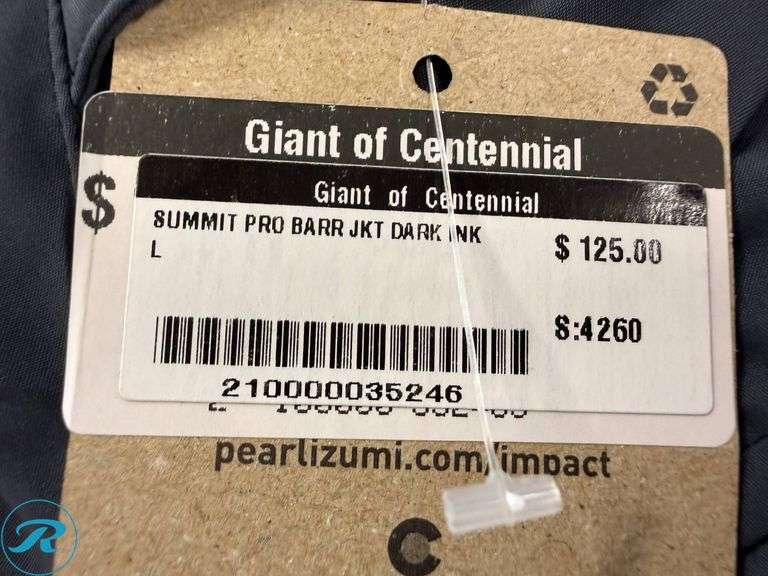 Giant of Centennial
$
Giant of Centennial
SUMMIT PRO BARR JKT DARK INK
L
$ 125.00
S:4260
210000035246
pearlizumi.com/impact
C
R